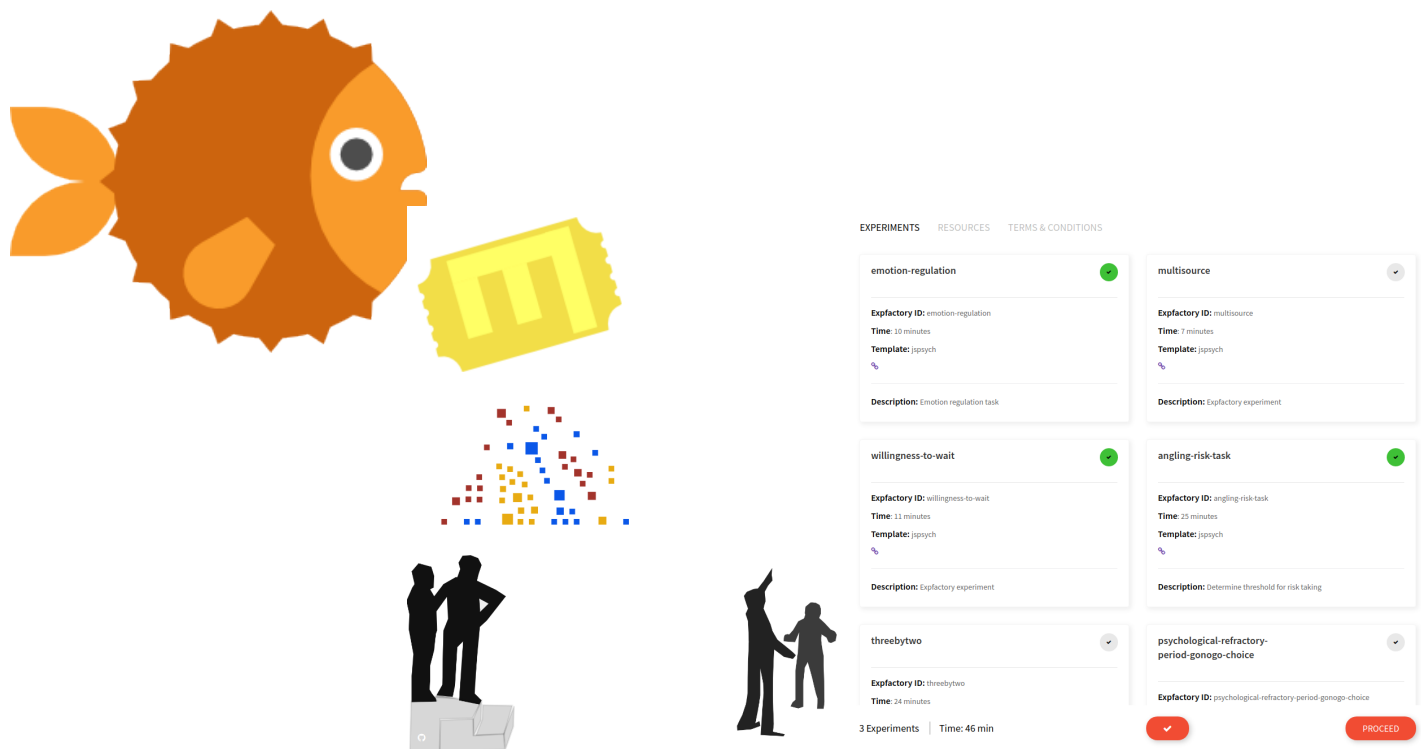 EXPERIMENTS RESOURCES TERMS & CONDITIONS
emotion-regulation
Expfactory ID: emotion-regulation
Time: 10 minutes
Template: jspsych
Description: Emotion regulation task
multisource
Expfactory ID: multisource
Time: 7 minutes
Template: jspsych
Description: Expfactory experiment
willingness-to-wait
Expfactory ID: willingness-to-wait
Time: 11 minutes
Template: jspsych
Description: Expfactory experiment
angling-risk-task
Expfactory ID: angling-risk-task
Time: 25 minutes
Template: jspsych
Description: Determine threshold for risk taking
threebytwo
Expfactory ID: threebytwo
Time: 24 minutes
psychological-refractory-
period-gonogo-choice
Expfactory ID: psychological-refractory-period-gonogo-choice
3 Experiments Time: 46 min
PROCEED